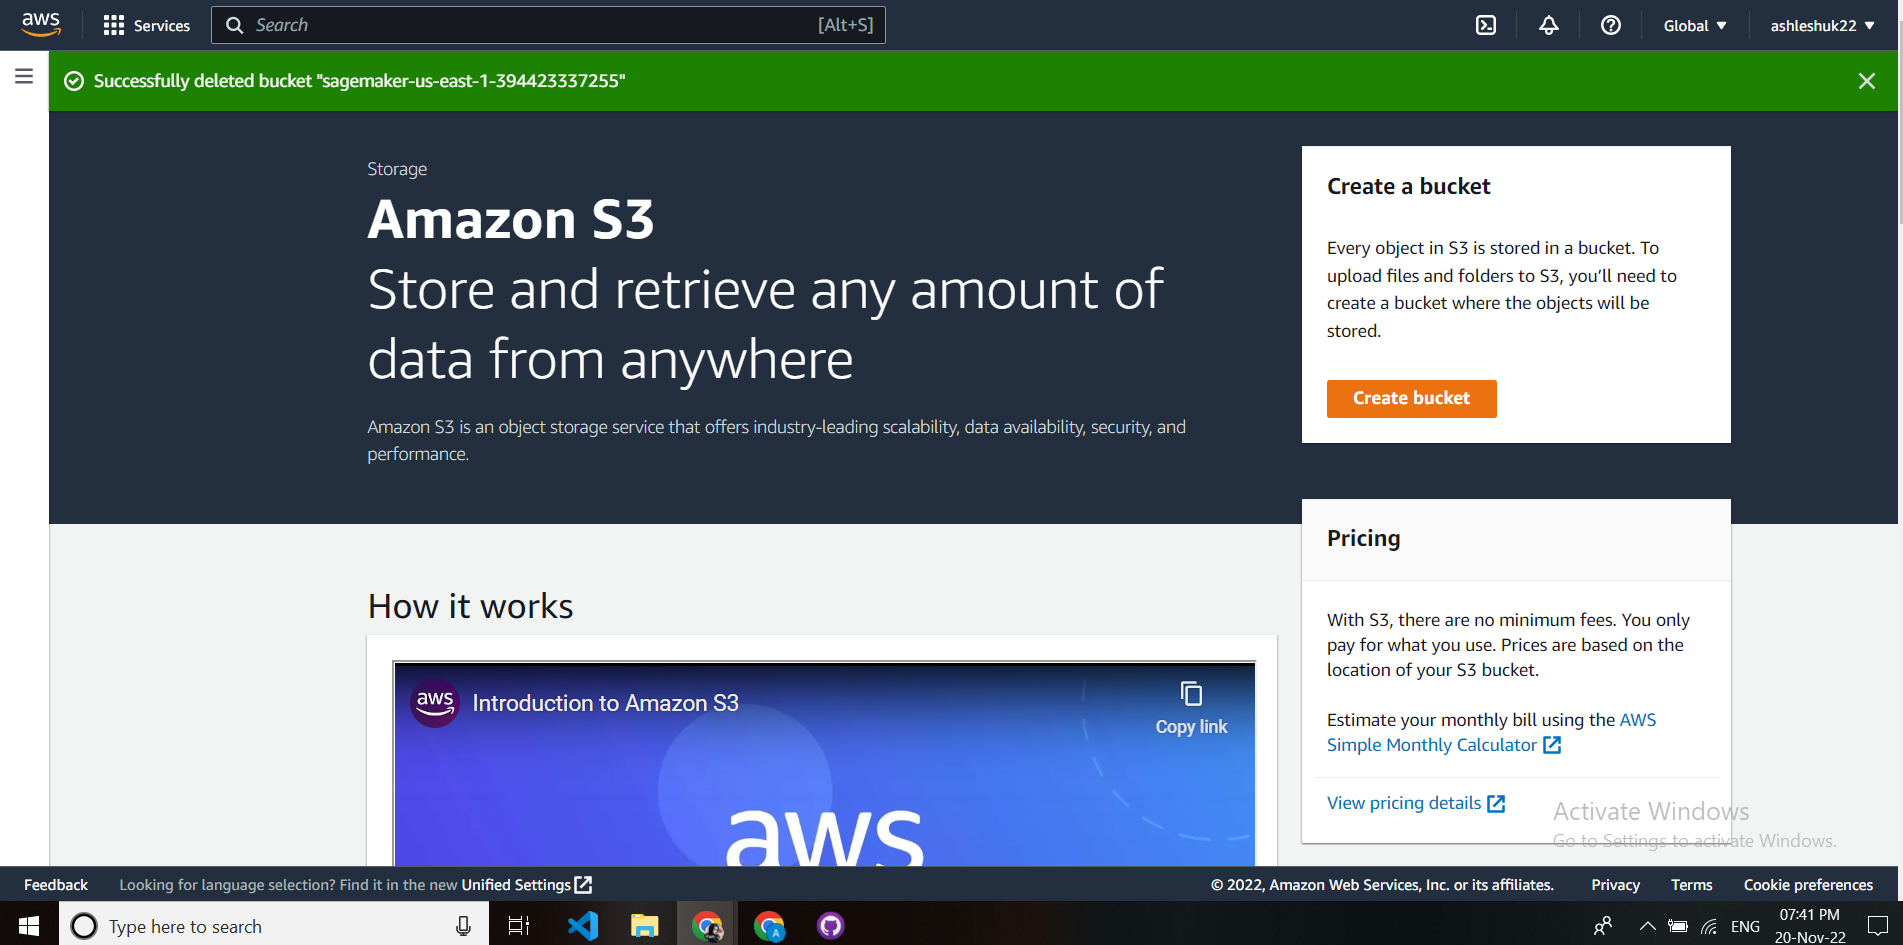 aws
Services
Search
[Alt+S]
Global
ashleshuk22
Successfully deleted bucket "sagemaker-us-east-1-394423337255"
Storage
Amazon S3
Store and retrieve any amount of
data from anywhere
Amazon S3 is an object storage service that offers industry-leading scalability, data availability, security, and
performance.
Create a bucket
Every object in S3 is stored in a bucket. To
upload files and folders to S3, you’ll need to
create a bucket where the objects will be
stored.
Create bucket
Pricing
With S3, there are no minimum fees. You only
pay for what you use. Prices are based on the
location of your S3 bucket.
Estimate your monthly bill using the AWS
Simple Monthly Calculator
View pricing details
How it works
aws
Introduction to Amazon S3
Copy link
aws
Activate Windows
Go to Settings to activate Windows.
Feedback
Looking for language selection? Find it in the new Unified Settings
© 2022, Amazon Web Services, Inc. or its affiliates.
Privacy
Terms
Cookie preferences
Type here to search
A
ENG
07:41 PM
20-Nov-22